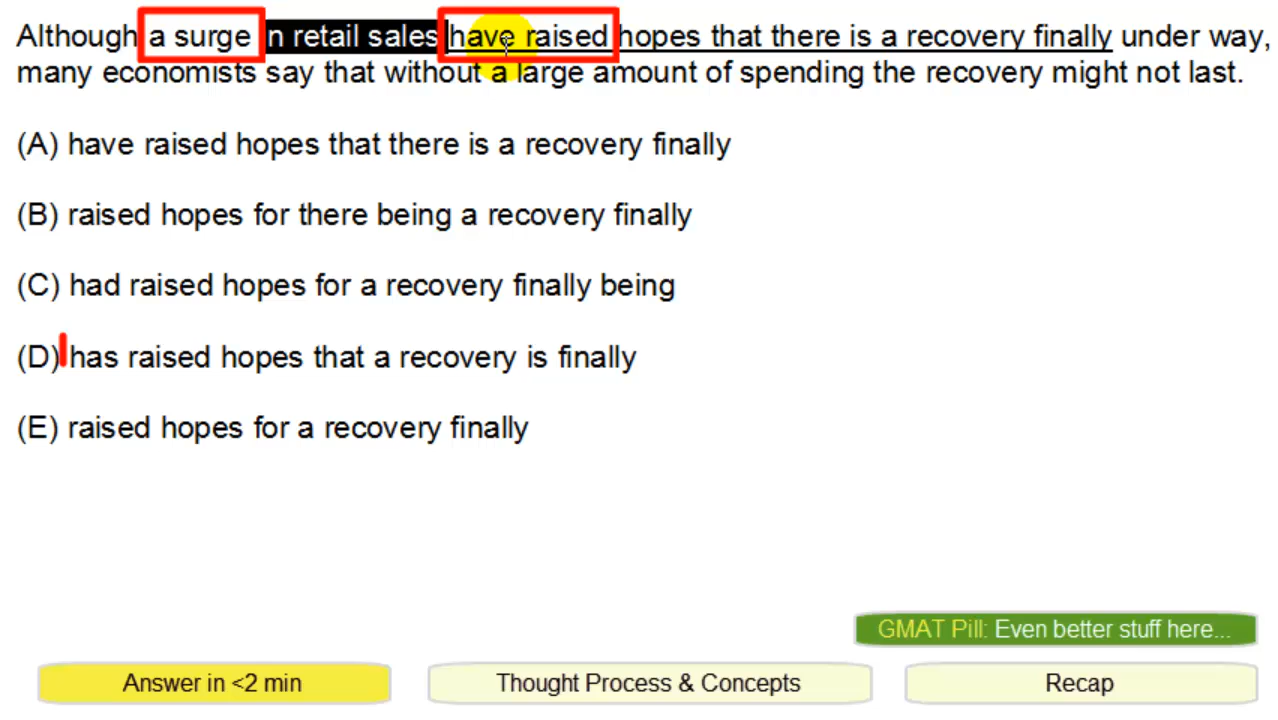 Although a surge in retail sales have raised hopes that there is a recovery finally under way,
many economists say that without a large amount of spending the recovery might not last.
(A) have raised hopes that there is a recovery finally
(B) raised hopes for there being a recovery finally
(C) had raised hopes for a recovery finally being
(D) has raised hopes that a recovery is finally
(E) raised hopes for a recovery finally
GMAT Pill: Even better stuff here...
Answer in <2 min
Thought Process & Concepts
Recap